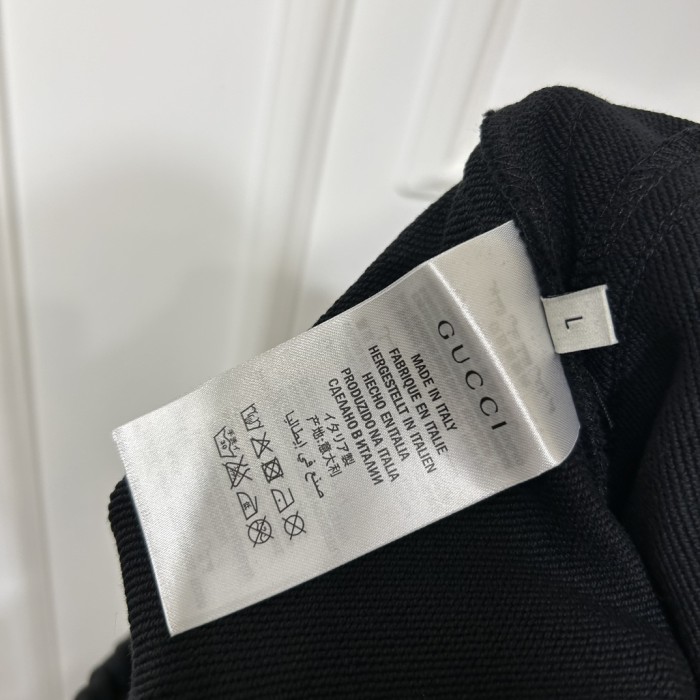 GUCCI
MADE IN ITALY
FABRIQUE EN ITALIE
HERGESTELLT IN ITALIEN
HECHO EN ITALIA
PRODUZIDO NA ITALIA
СДЕЛАНО В ИТАЛИИ
イタリア製
产地:意大利
صنع في إيطاليا
L